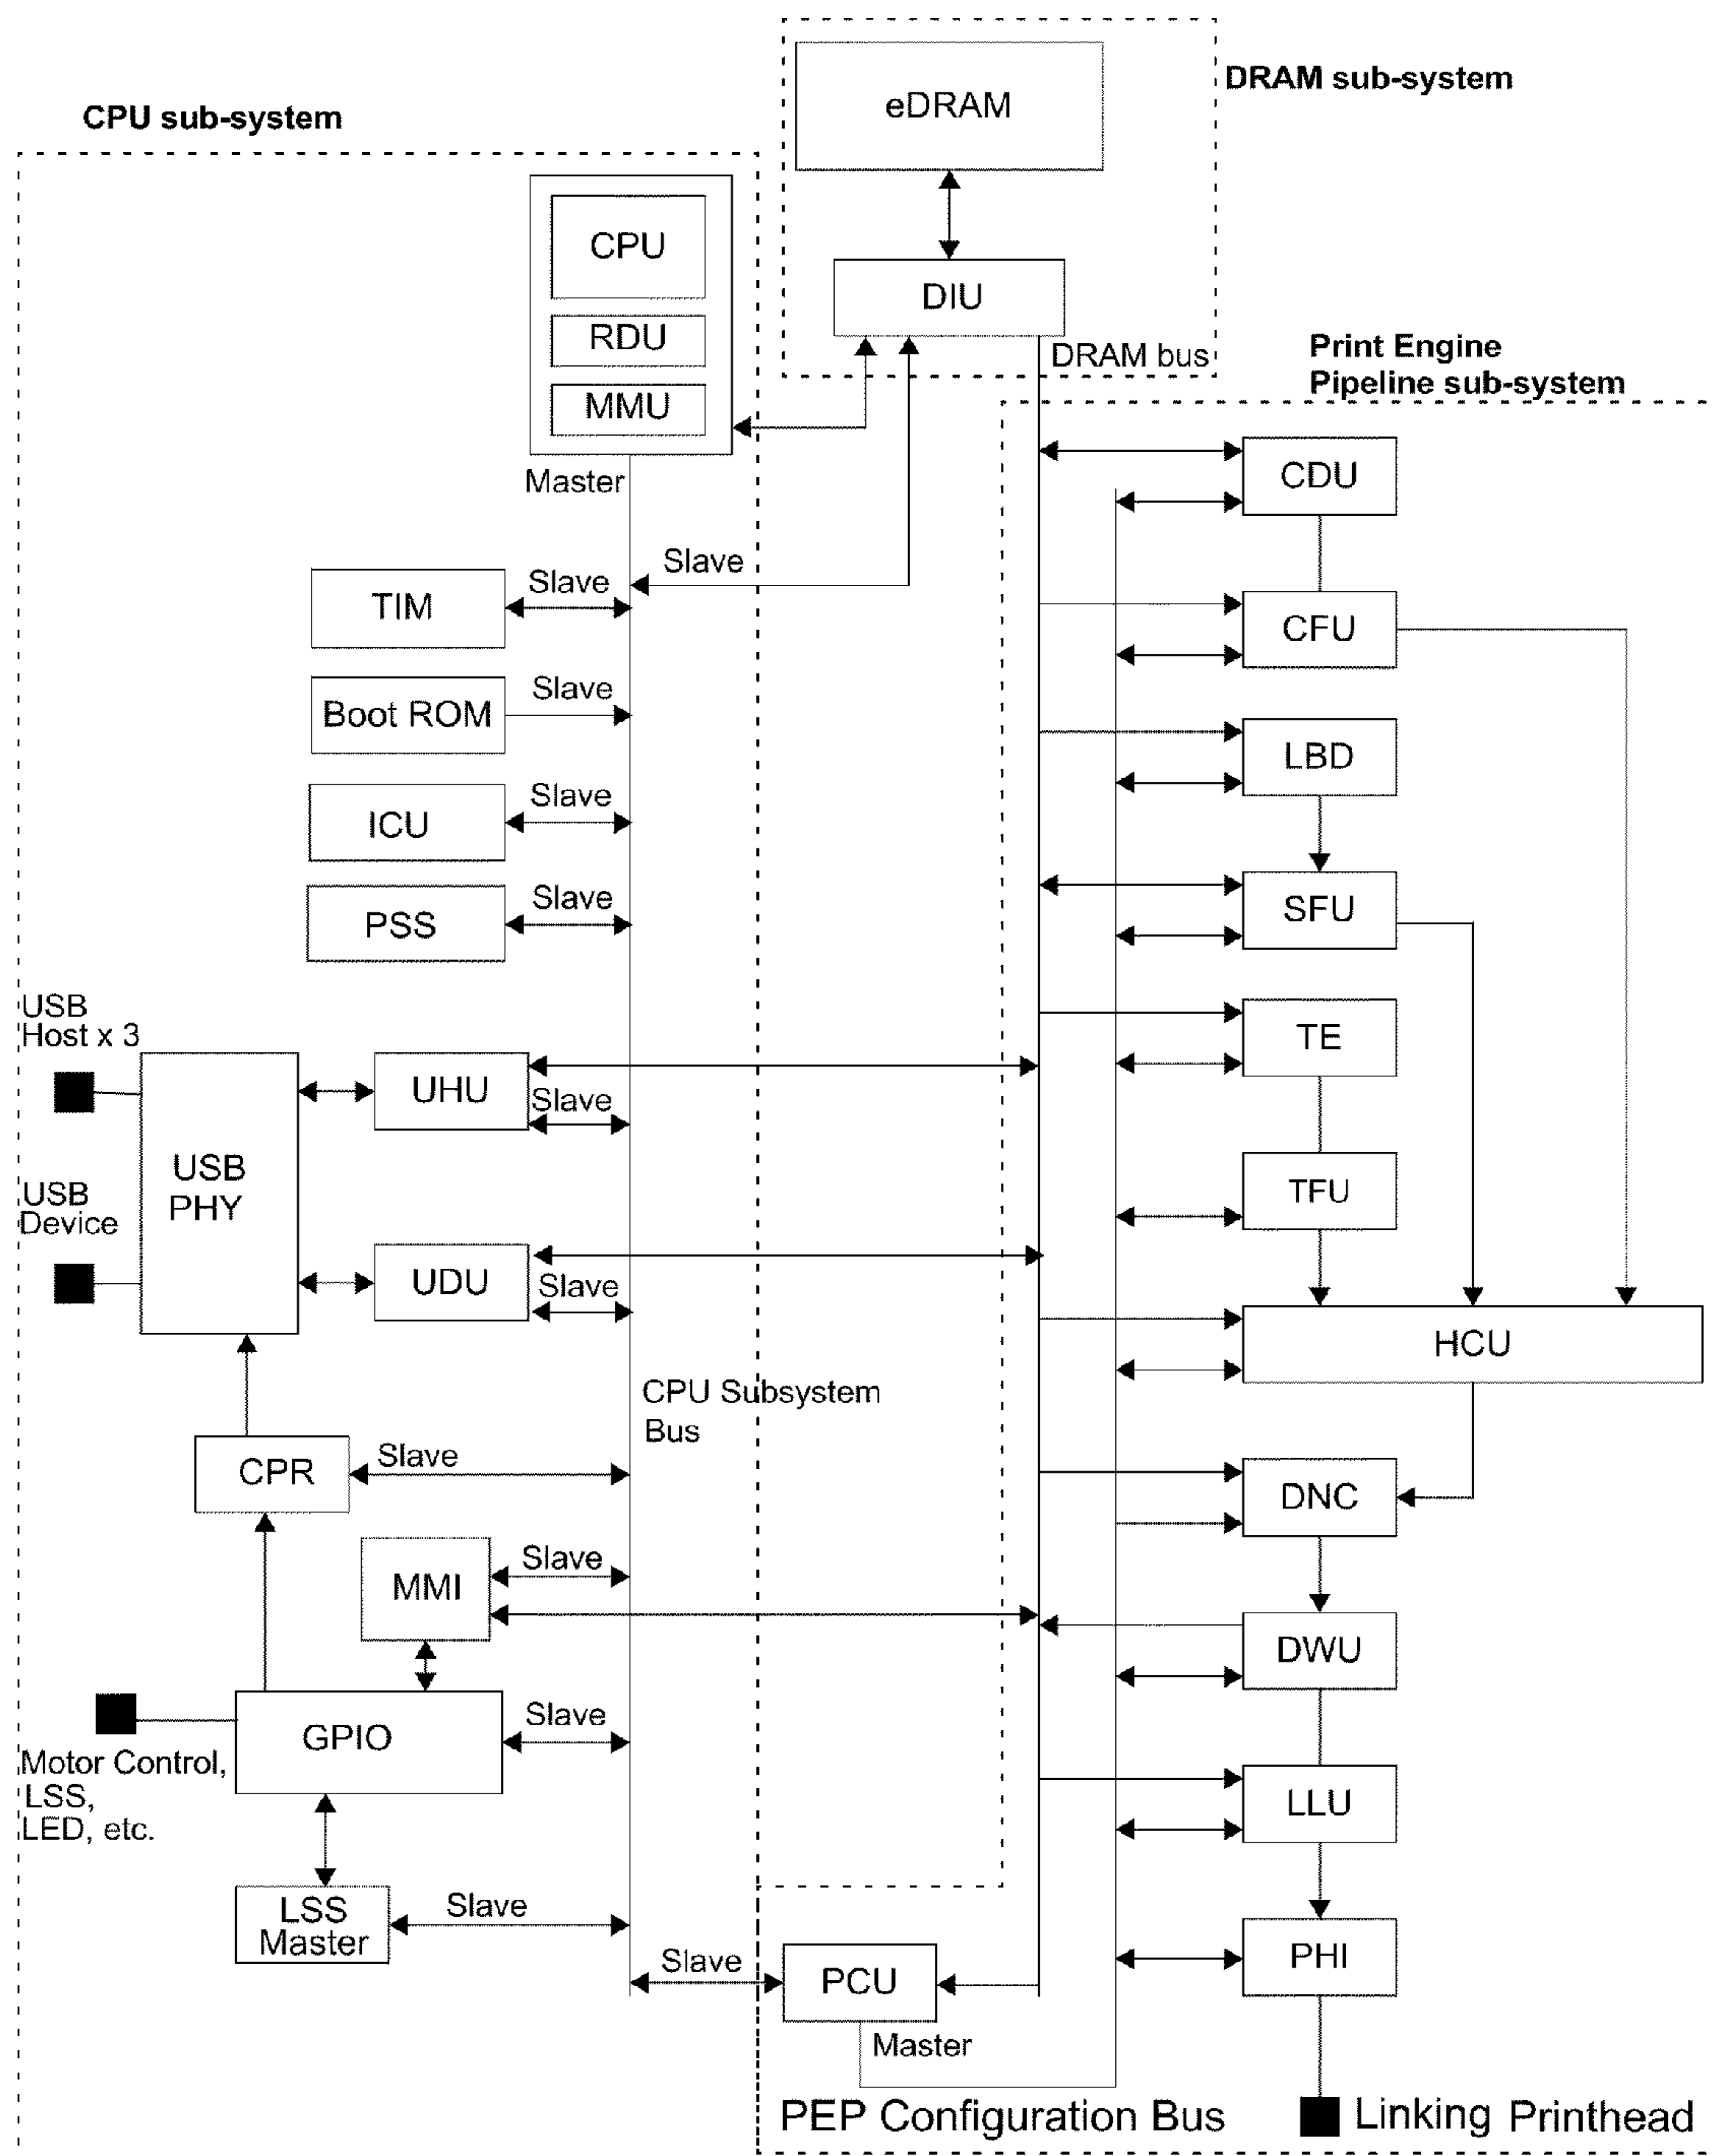 DRAM sub-system
eDRAM
CPU sub-system
CPU
DIU
RDU
DRAM bus
Print Engine
Pipeline sub-system
MMU
Master
CDU
Slave
TIM
Slave
CFU
Boot ROM
Slave
LBD
ICU
Slave
PSS
Slave
SFU
USB
Host x 3
TE
UHU
Slave
USB
PHY
TFU
USB
Device
UDU
Slave
HCU
CPU Subsystem
Bus
CPR
Slave
DNC
MMI
Slave
DWU
GPIO
Slave
Motor Control,
LSS,
LED, etc.
LLU
LSS
Master
Slave
Slave
PCU
PHI
Master
PEP Configuration Bus
Linking Printhead